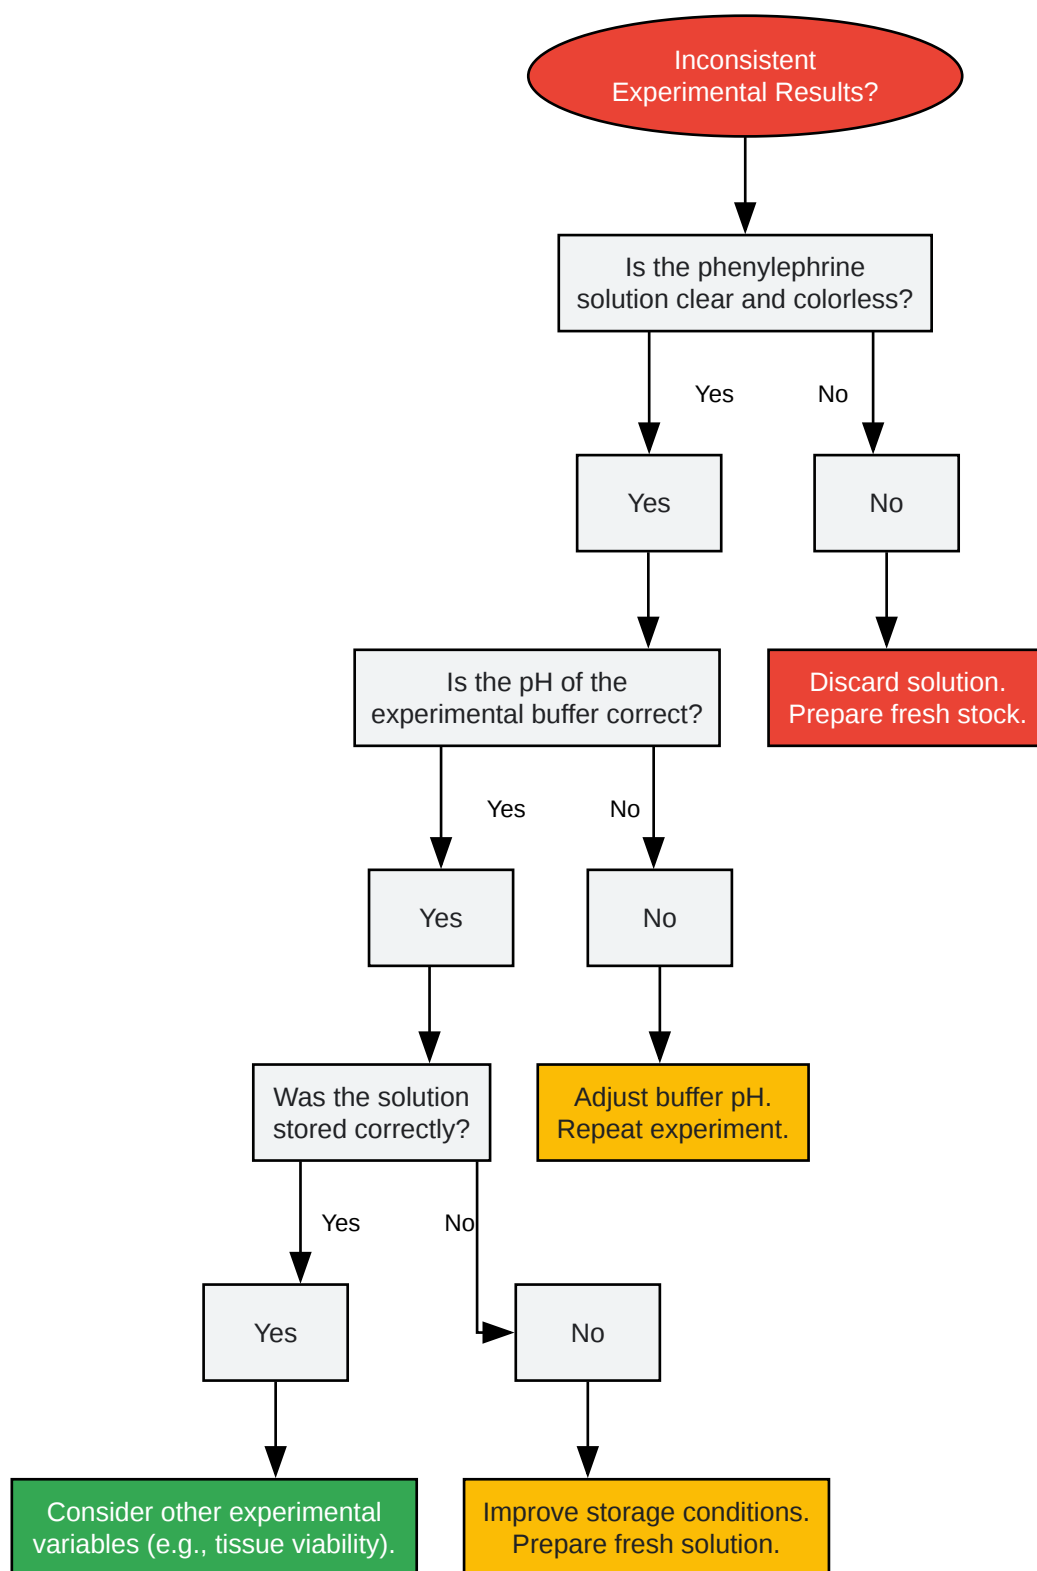 Inconsistent
Experimental Results?
Is the phenylephrine
solution clear and colorless?
Yes
No
Yes
No
Is the pH of the
experimental buffer correct?
Discard solution.
Prepare fresh stock.
Yes
No
Yes
No
Was the solution
stored correctly?
Adjust buffer pH.
Repeat experiment.
Yes
No
Yes
No
Consider other experimental
variables (e.g., tissue viability).
Improve storage conditions.
Prepare fresh solution.